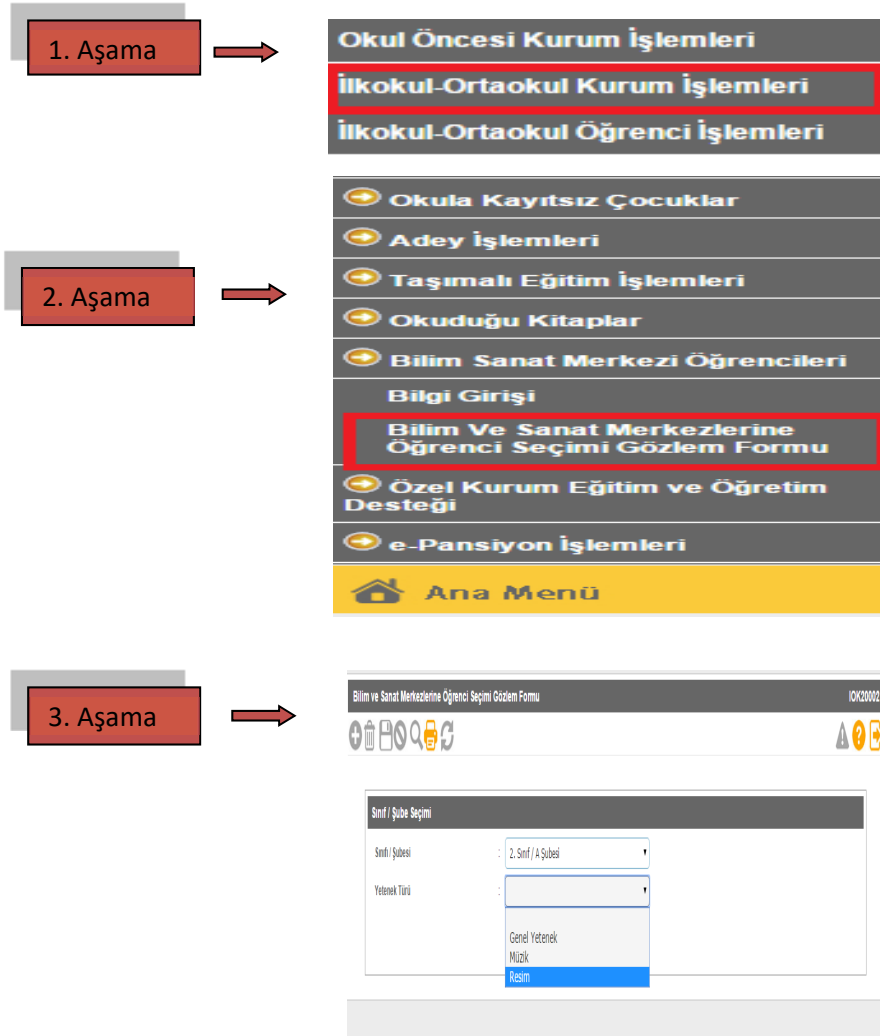 1. Aşama
Okul Öncesi Kurum İşlemleri
İlkokul-Ortaokul Kurum İşlemleri
İlkokul-Ortaokul Öğrenci İşlemleri
2. Aşama
Okula Kayıtsız Çocuklar
Adey İşlemleri
Taşımalı Eğitim İşlemleri
Okuduğu Kitaplar
Bilim Sanat Merkezi Öğrencileri
Bilgi Girişi
Bilim Ve Sanat Merkezlerine
Öğrenci Seçimi Gözlem Formu
Özel Kurum Eğitim ve Öğretim
Desteği
e-Pansiyon İşlemleri
Ana Menü
3. Aşama
Bilim ve Sanat Merkezlerine Öğrenci Seçimi Gözlem Formu IOK20002
Sınıf / Şube Seçimi
Sınıfı / Şubesi : 2. Sınıf / A Şubesi
Yetenek Türü :
Genel Yetenek
Müzik
Resim